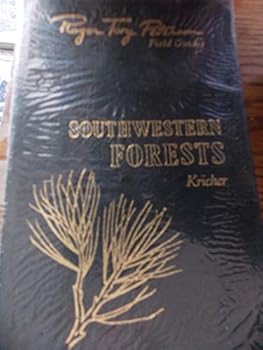 Roger Tory Peterson
Field Guides
SOUTHWESTERN
FORESTS
Kricher